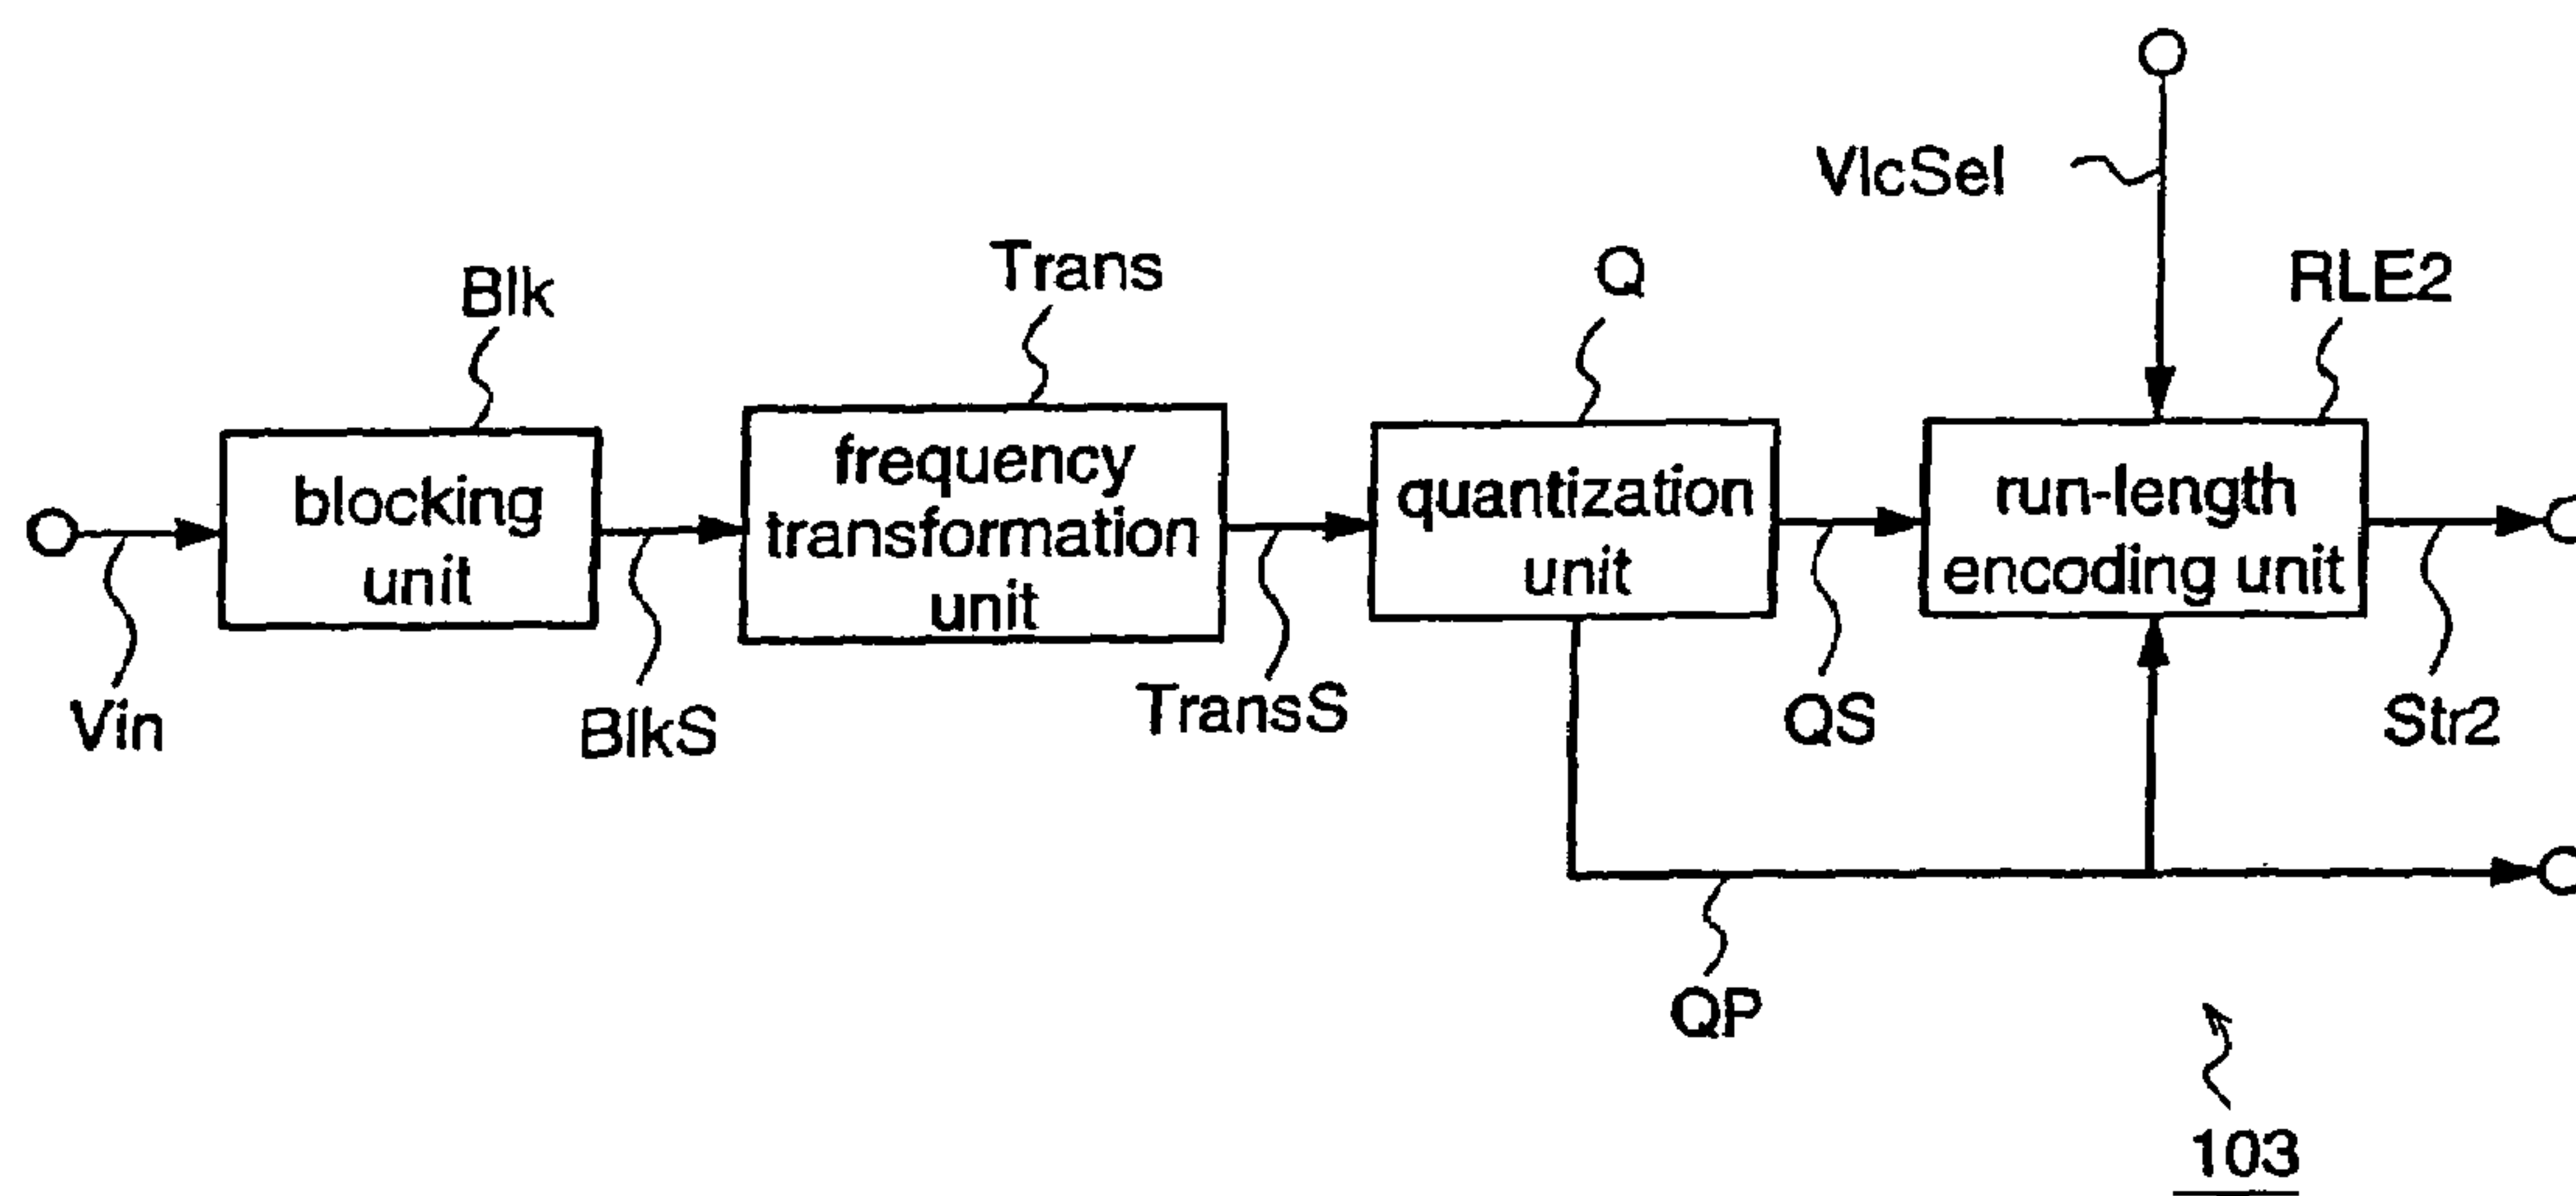 VlcSel
Blk
Trans
Q
RLE2
blocking
unit
frequency
transformation
unit
quantization
unit
run-length
encoding unit
Vin
BlkS
TransS
QS
Str2
QP
103